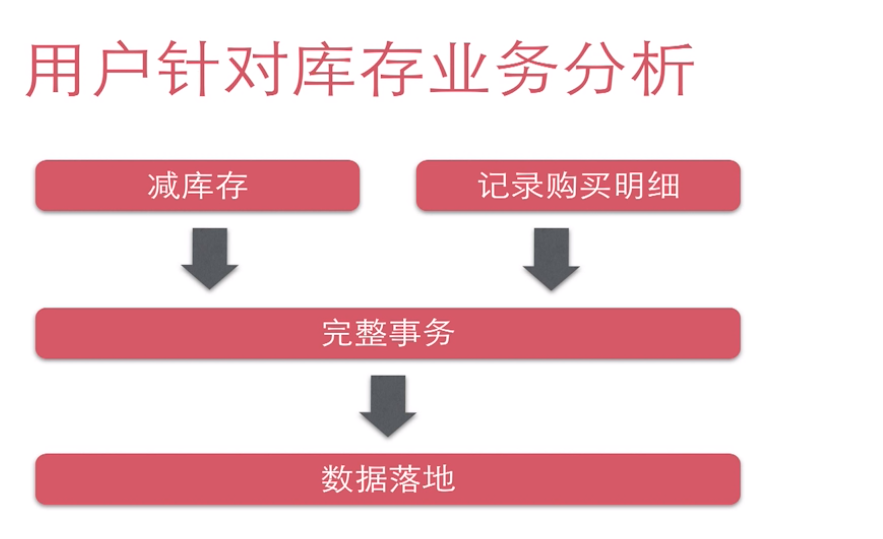 用户针对库存业务分析
减库存
记录购买明细
完整事务
数据落地